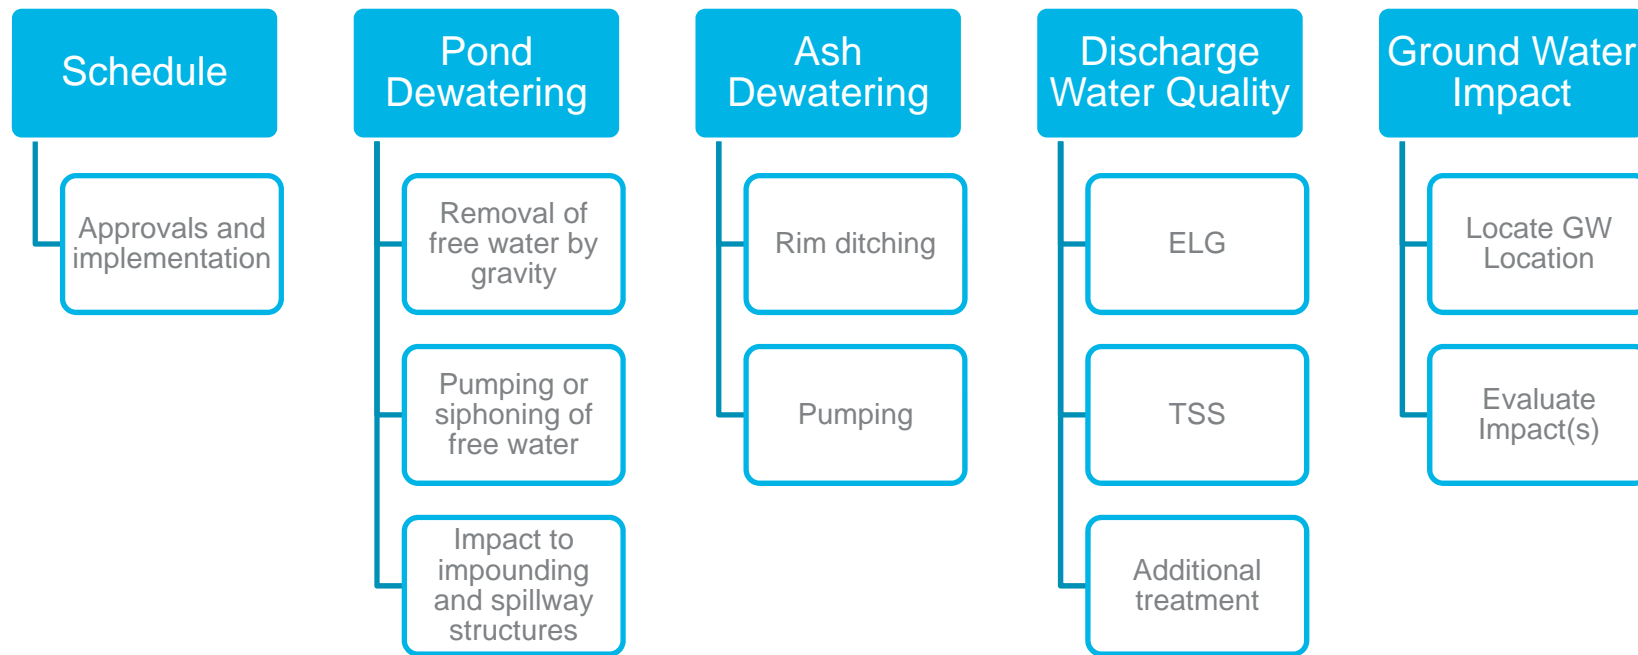 Schedule
Approvals and
implementation
Pond
Dewatering
Removal of
free water by
gravity
Pumping or
siphoning of
free water
Impact to
impounding
and spillway
structures
Ash
Dewatering
Rim ditching
Pumping
Discharge
Water Quality
ELG
TSS
Additional
treatment
Ground Water
Impact
Locate GW
Location
Evaluate
Impact(s)